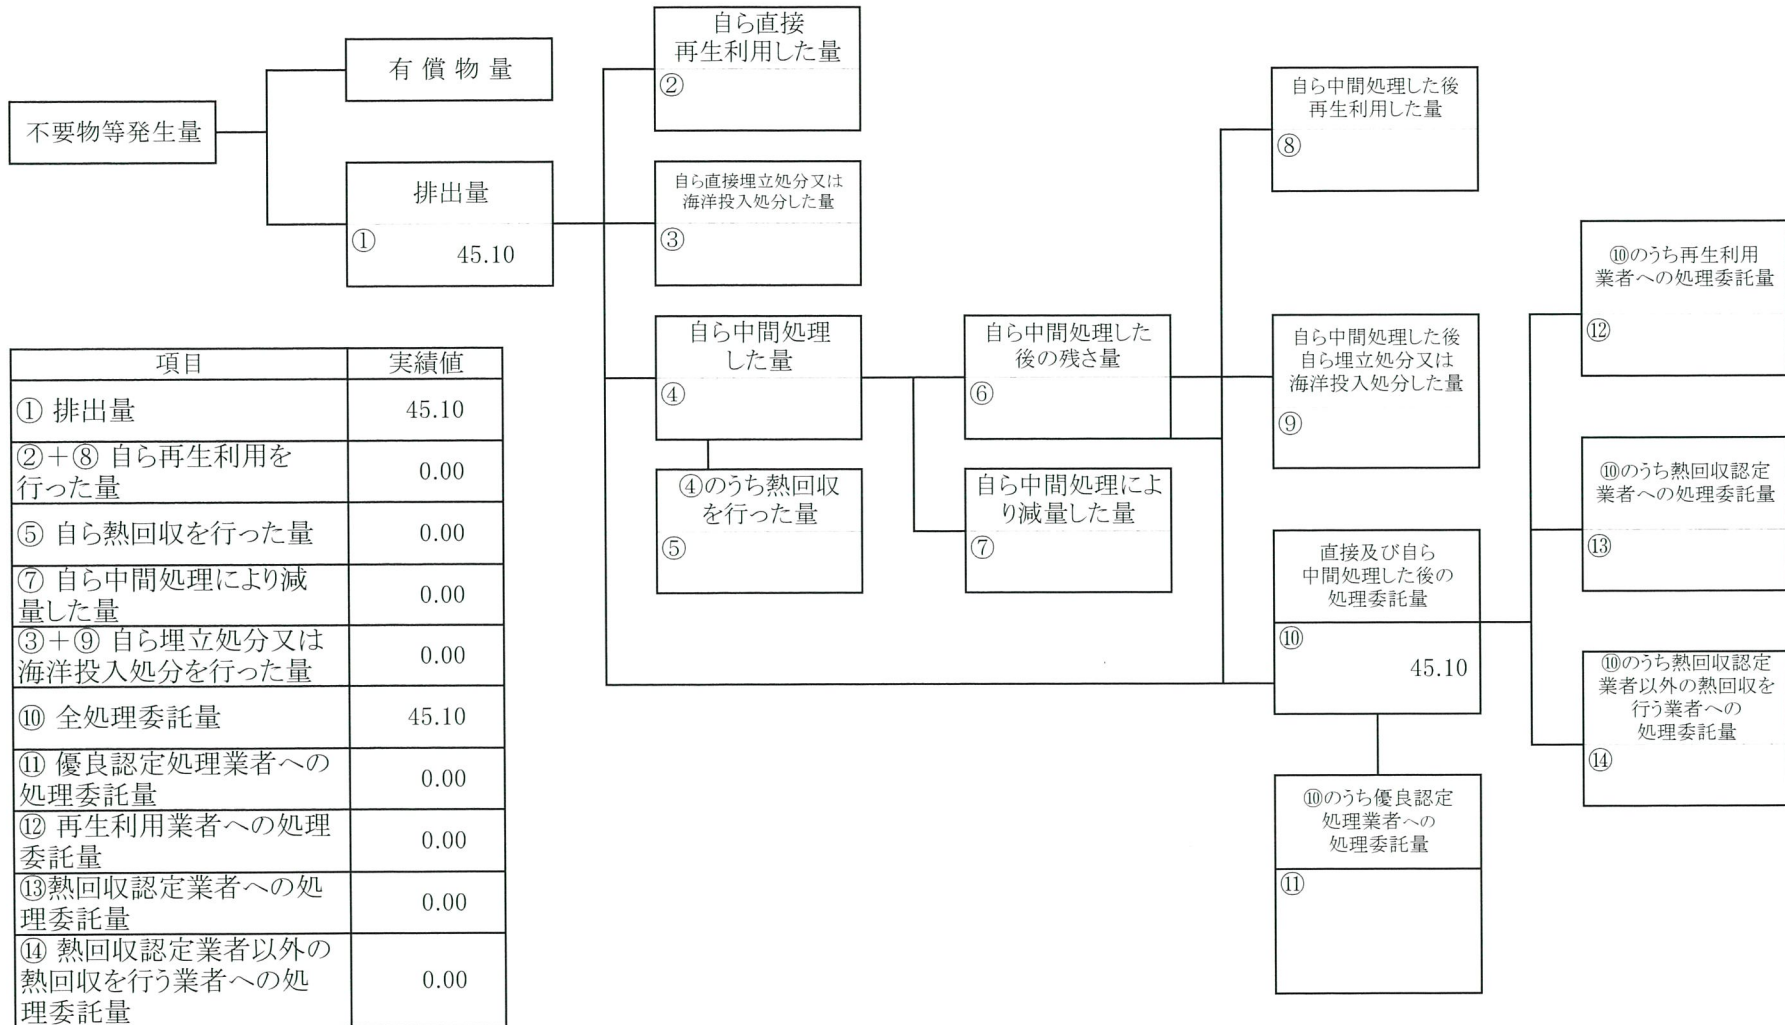 不要物等発生量
有償物量
排出量
①
45.10
自ら直接
再生利用した量
②
自ら直接埋立処分又は
海洋投入処分した量
③
自ら中間処理
した量
④
④のうち熱回収
を行った量
⑤
自ら中間処理した
後の残さ量
⑥
自ら中間処理によ
り減量した量
⑦
自ら中間処理した後
再生利用した量
⑧
自ら中間処理した後
自ら埋立処分又は
海洋投入処分した量
⑨
直接及び自ら
中間処理した後の
処理委託量
⑩
45.10
⑩のうち優良認定
処理業者への
処理委託量
⑪
⑩のうち再生利用
業者への処理委託量
⑫
⑩のうち熱回収認定
業者への処理委託量
⑬
⑩のうち熱回収認定
業者以外の熱回収を
行う業者への
処理委託量
⑭
項目 実績値
① 排出量 45.10
②+⑧ 自ら再生利用を
行った量 0.00
⑤ 自ら熱回収を行った量 0.00
⑦ 自ら中間処理により減
量した量 0.00
③+⑨ 自ら埋立処分又は
海洋投入処分を行った量 0.00
⑩ 全処理委託量 45.10
⑪ 優良認定処理業者への
処理委託量 0.00
⑫ 再生利用業者への処理
委託量 0.00
⑬熱回収認定業者への処
理委託量 0.00
⑭ 熱回収認定業者以外の
熱回収を行う業者への処
理委託量 0.00